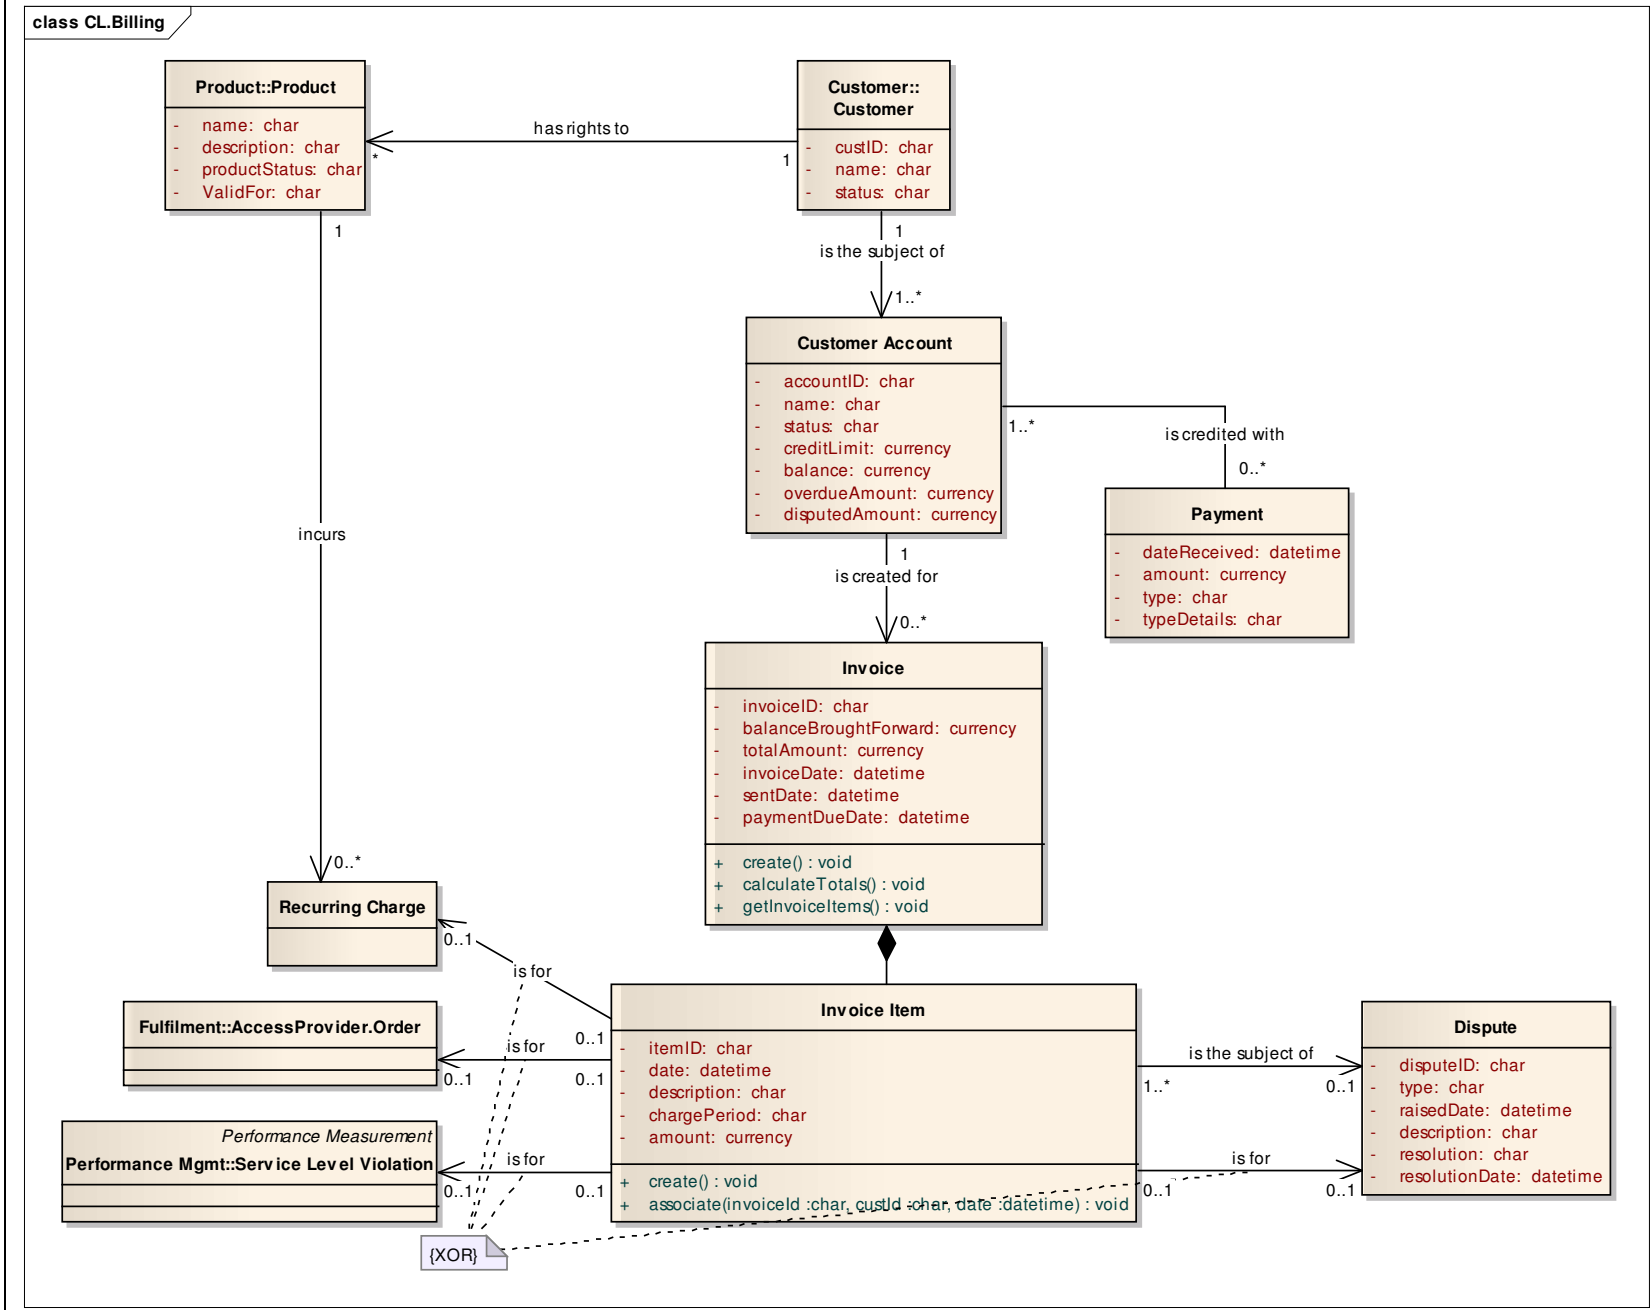 class CL.Billing
Product::Product
- name: char
- description: char
- productStatus: char
- ValidFor: char
has rights to
*
1
Customer::
Customer
- custID: char
- name: char
- status: char
1
1
is the subject of
1..*
Customer Account
- accountID: char
- name: char
- status: char
- creditLimit: currency
- balance: currency
- overdueAmount: currency
- disputedAmount: currency
1..*
is credited with
0..*
Payment
- dateReceived: datetime
- amount: currency
- type: char
- typeDetails: char
incurs
1
is created for
0..*
Invoice
- invoiceID: char
- balanceBroughtForward: currency
- totalAmount: currency
- invoiceDate: datetime
- sentDate: datetime
- paymentDueDate: datetime
+ create() : void
+ calculateTotals() : void
+ getInvoiceItems() : void
0..*
Recurring Charge
0..1
is for
0..1
Fulfilment::AccessProvider.Order
is for
0..1
0..1
Performance Measurement
Performance Mgmt::Service Level Violation
is for
0..1
0..1
Invoice Item
- itemID: char
- date: datetime
- description: char
- chargePeriod: char
- amount: currency
+ create() : void
+ associate(invoiceId :char, custId :char, date :datetime) : void
is the subject of
1..*
0..1
is for
0..1
0..1
Dispute
- disputeID: char
- type: char
- raisedDate: datetime
- description: char
- resolution: char
- resolutionDate: datetime
{XOR}